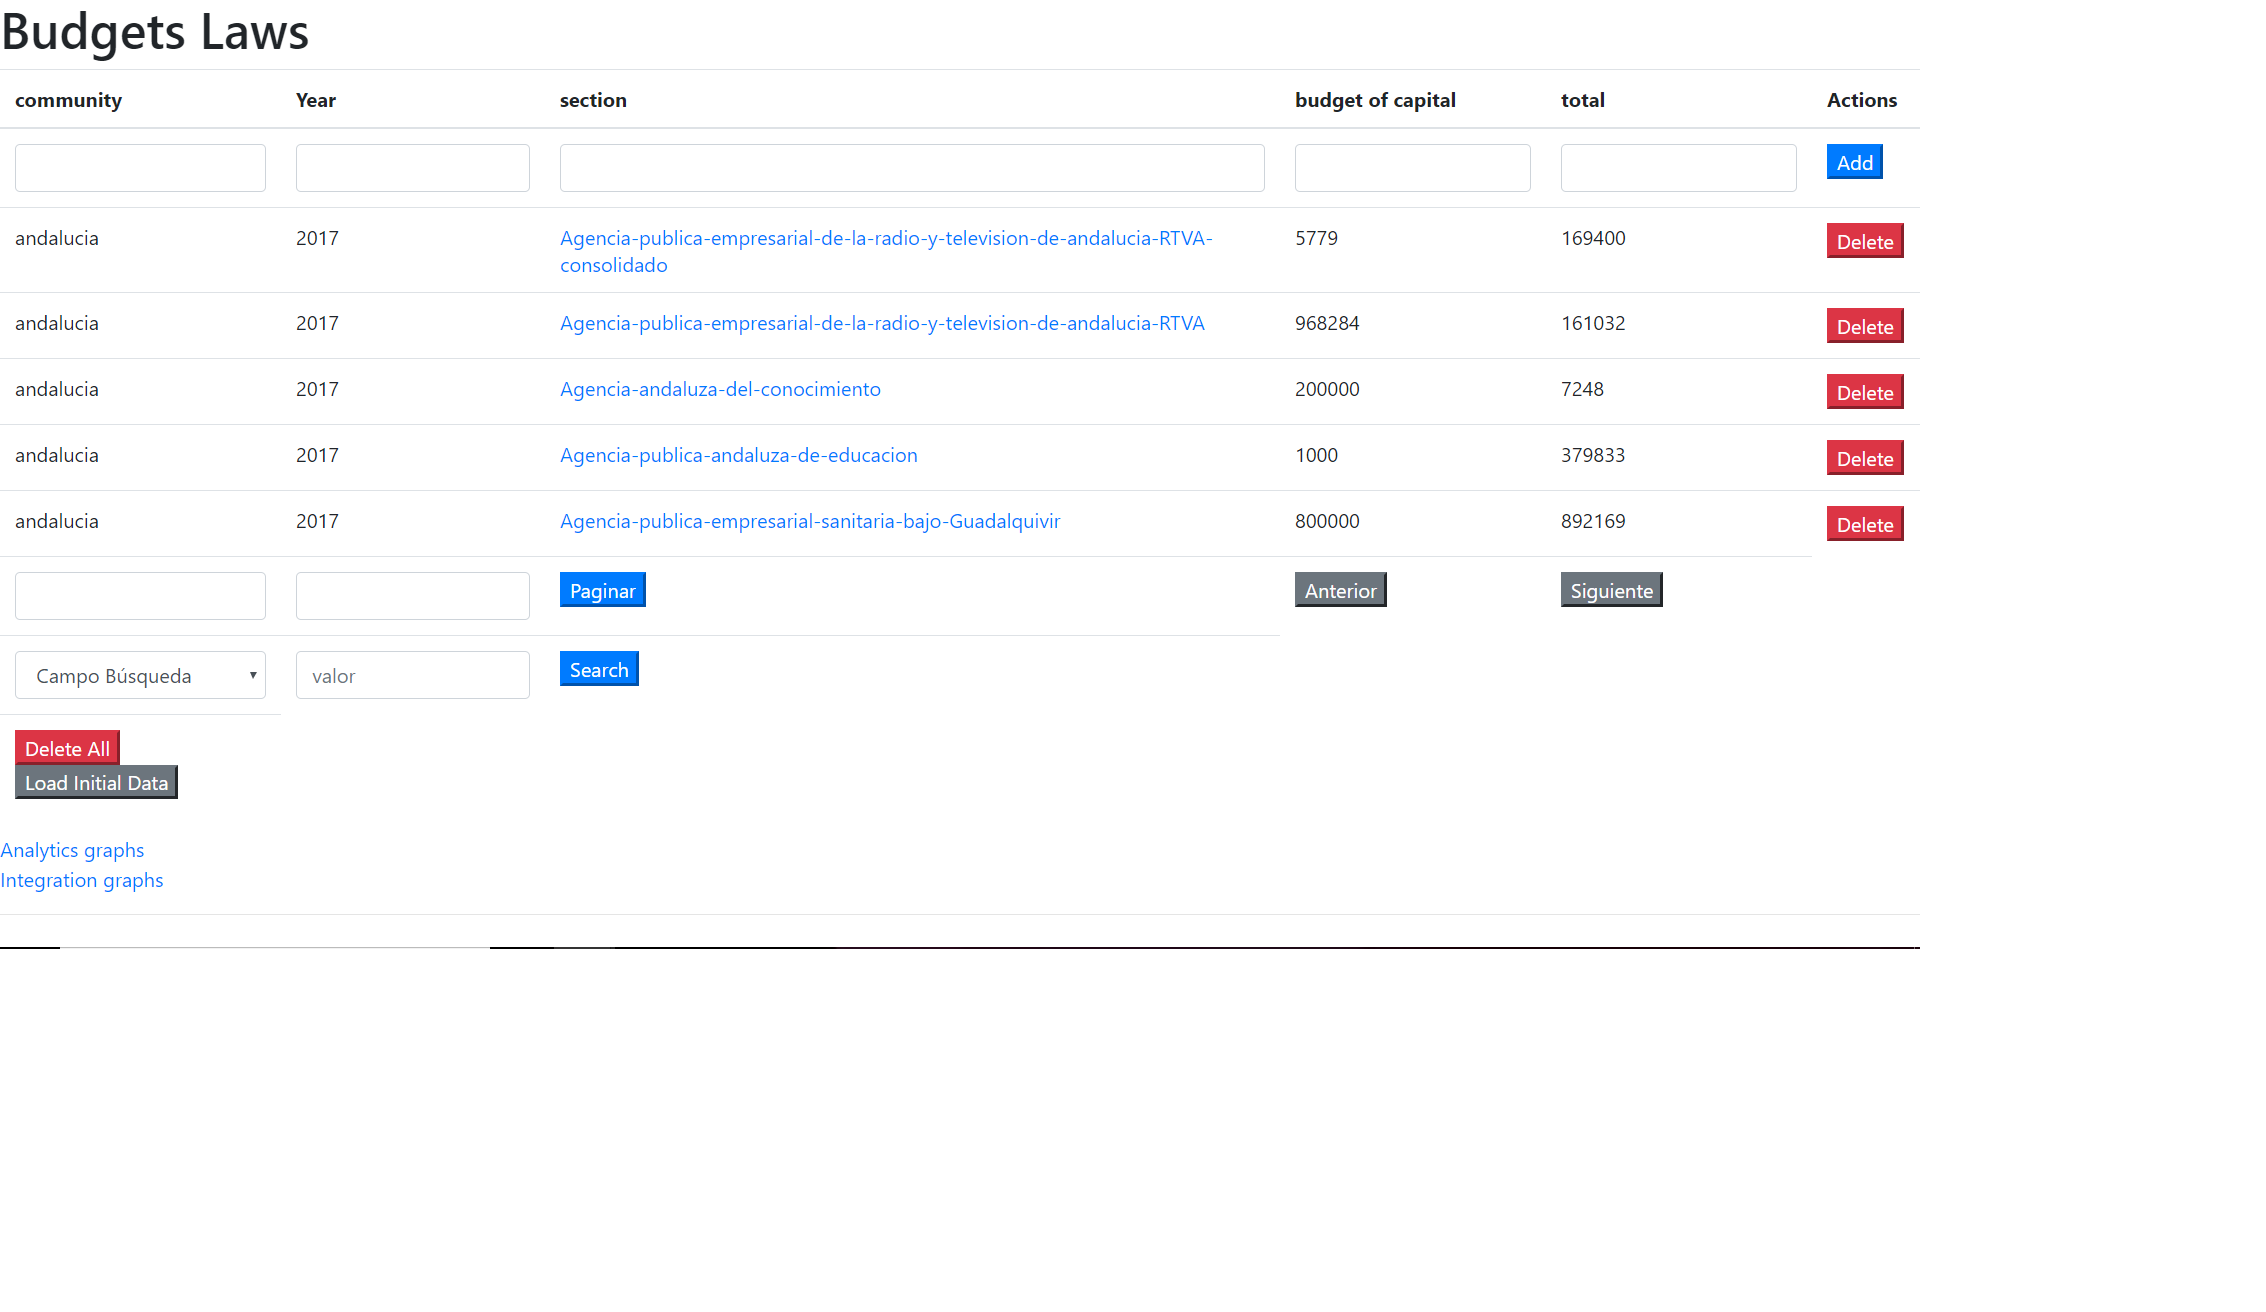 Budgets Laws
community Year section budget of capital total Actions
Add
andalucia 2017 Agencia-publica-empresarial-de-la-radio-y-television-de-andalucia-RTVA- 5779 169400 Delete
consolidado
andalucia 2017 Agencia-publica-empresarial-de-la-radio-y-television-de-andalucia-RTVA 968284 161032 Delete
andalucia 2017 Agencia-andaluza-del-conocimiento 200000 7248 Delete
andalucia 2017 Agencia-publica-andaluza-de-educacion 1000 379833 Delete
andalucia 2017 Agencia-publica-empresarial-sanitaria-bajo-Guadalquivir 800000 892169 Delete
Paginar Anterior Siguiente
Campo Búsqueda valor Search
Delete All
Load Initial Data
Analytics graphs
Integration graphs